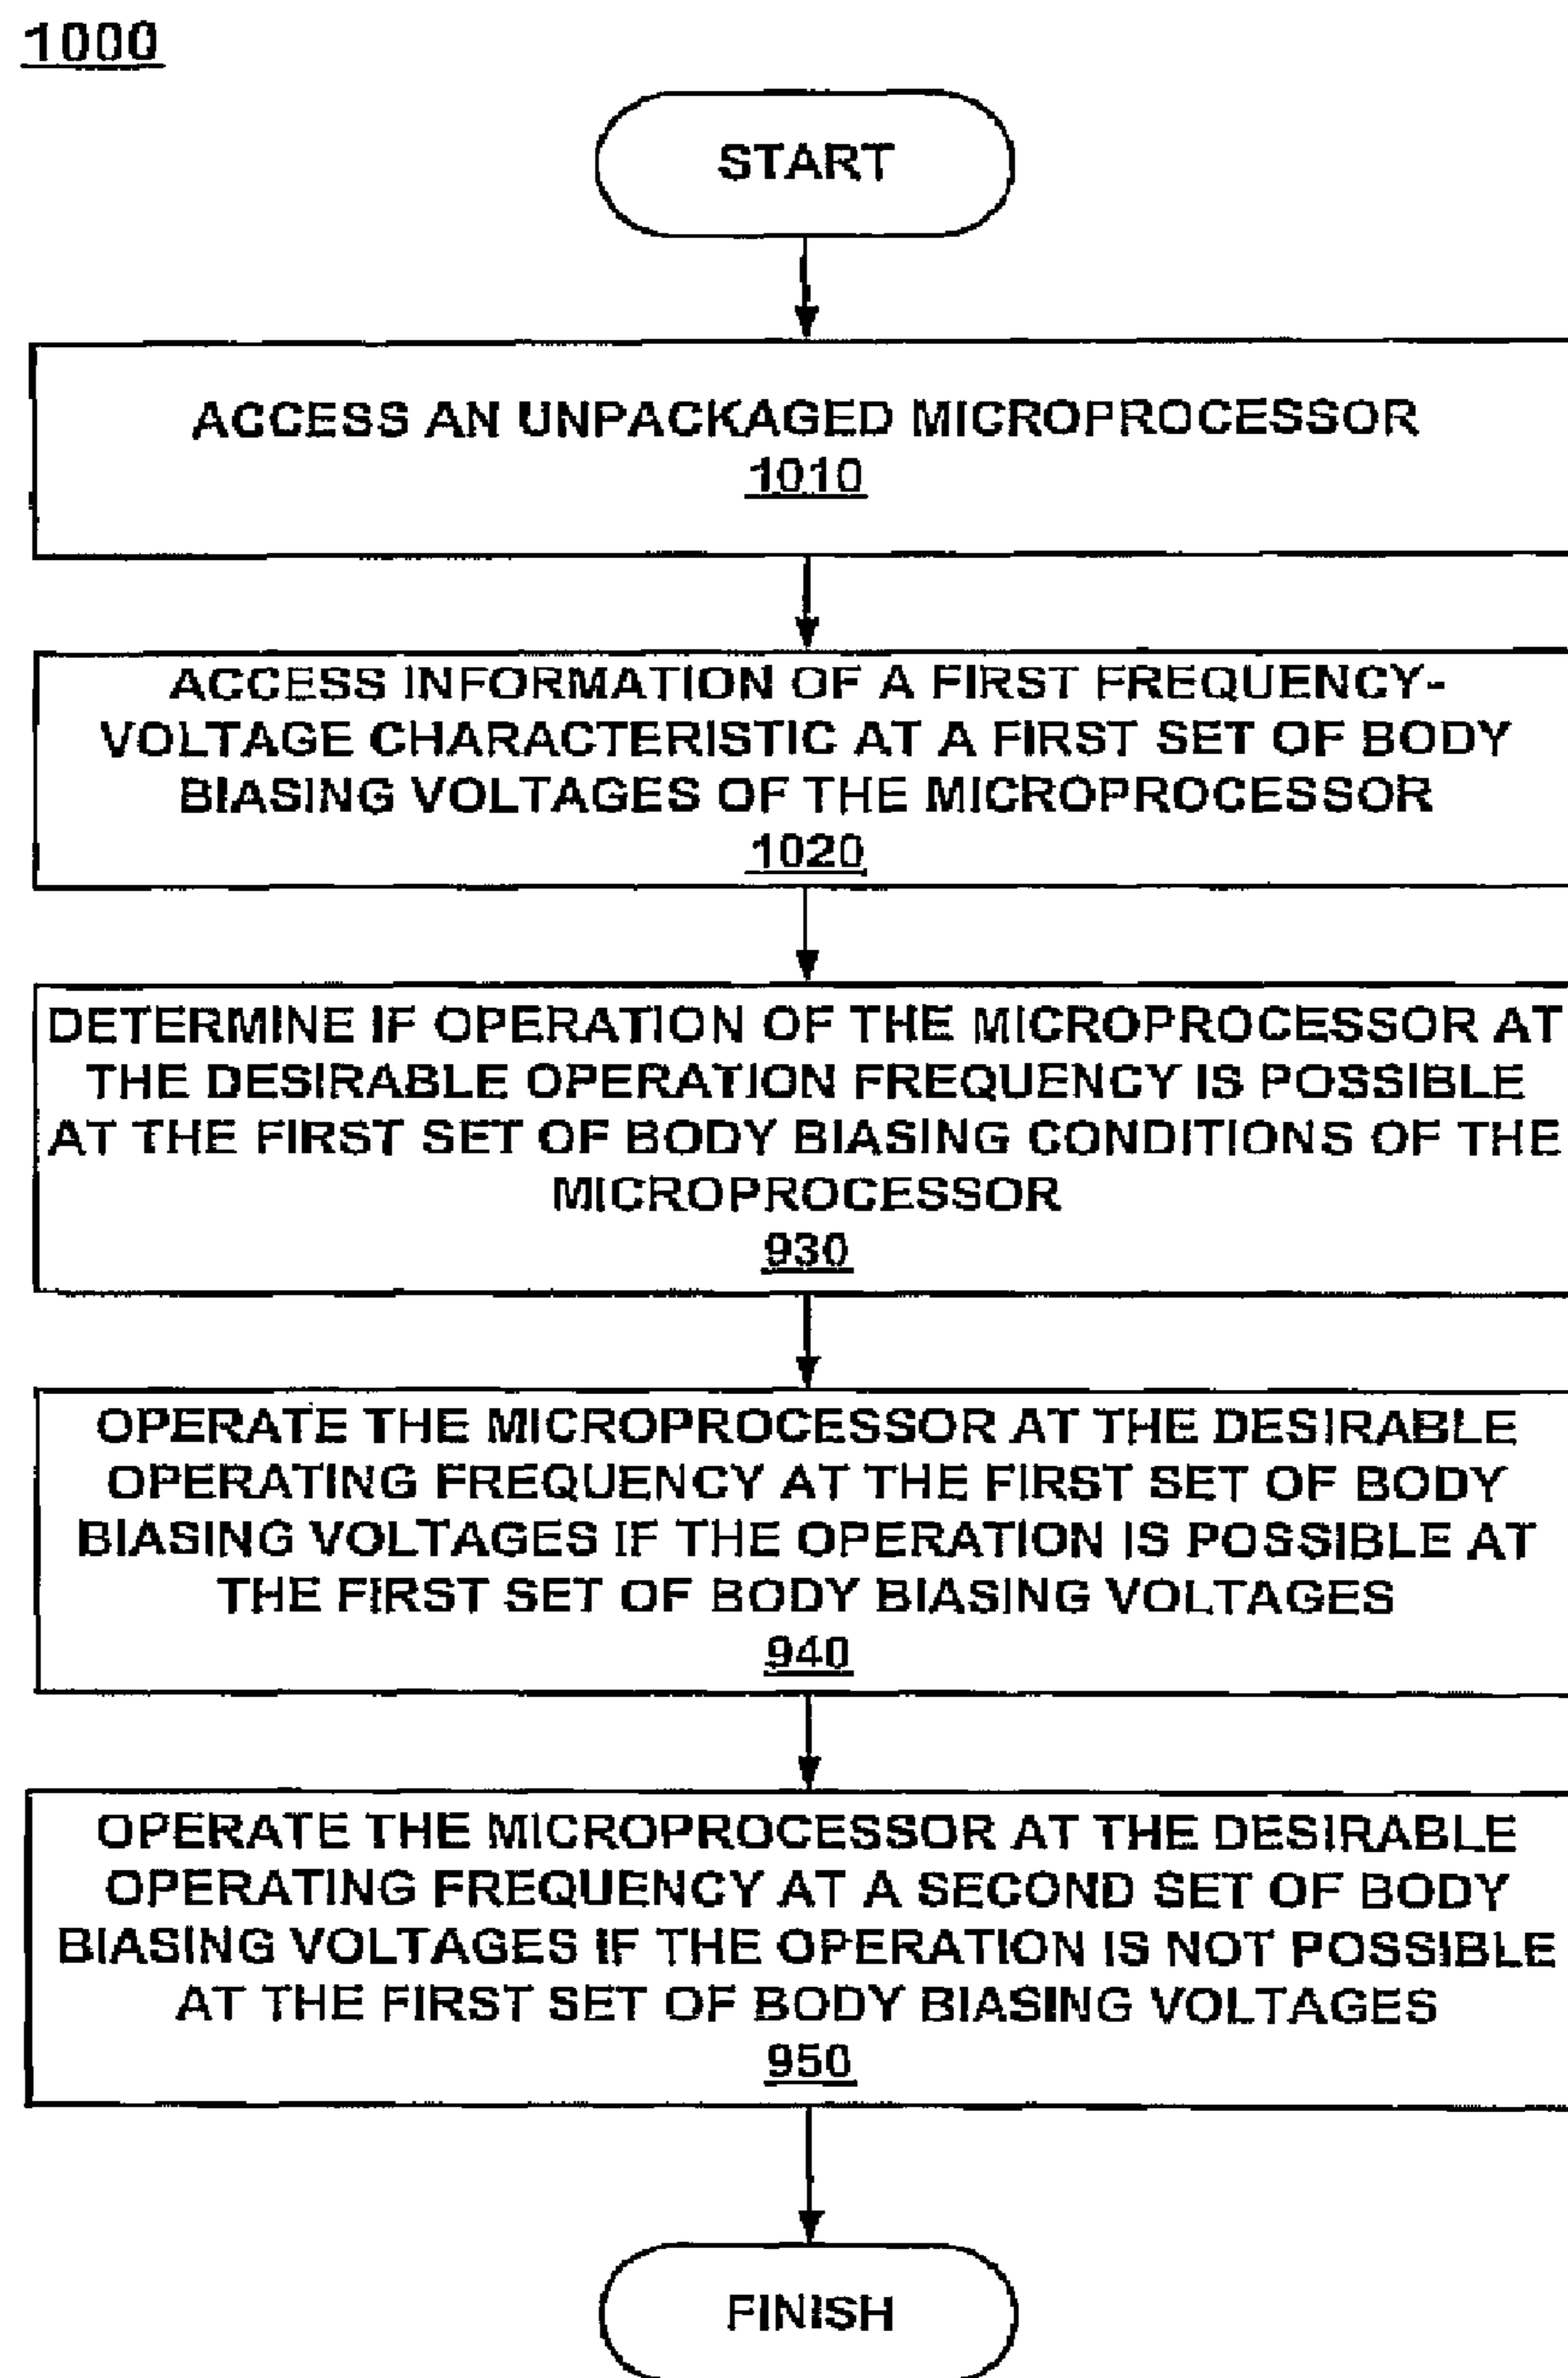 1000
START
ACCESS AN UNPACKAGED MICROPROCESSOR
1010
ACCESS INFORMATION OF A FIRST FREQUENCY-
VOLTAGE CHARACTERISTIC AT A FIRST SET OF BODY
BIASING VOLTAGES OF THE MICROPROCESSOR
1020
DETERMINE IF OPERATION OF THE MICROPROCESSOR AT
THE DESIRABLE OPERATION FREQUENCY IS POSSIBLE
AT THE FIRST SET OF BODY BIASING CONDITIONS OF THE
MICROPROCESSOR
930
OPERATE THE MICROPROCESSOR AT THE DESIRABLE
OPERATING FREQUENCY AT THE FIRST SET OF BODY
BIASING VOLTAGES IF THE OPERATION IS POSSIBLE AT
THE FIRST SET OF BODY BIASING VOLTAGES
940
OPERATE THE MICROPROCESSOR AT THE DESIRABLE
OPERATING FREQUENCY AT A SECOND SET OF BODY
BIASING VOLTAGES IF THE OPERATION IS NOT POSSIBLE
AT THE FIRST SET OF BODY BIASING VOLTAGES
950
FINISH